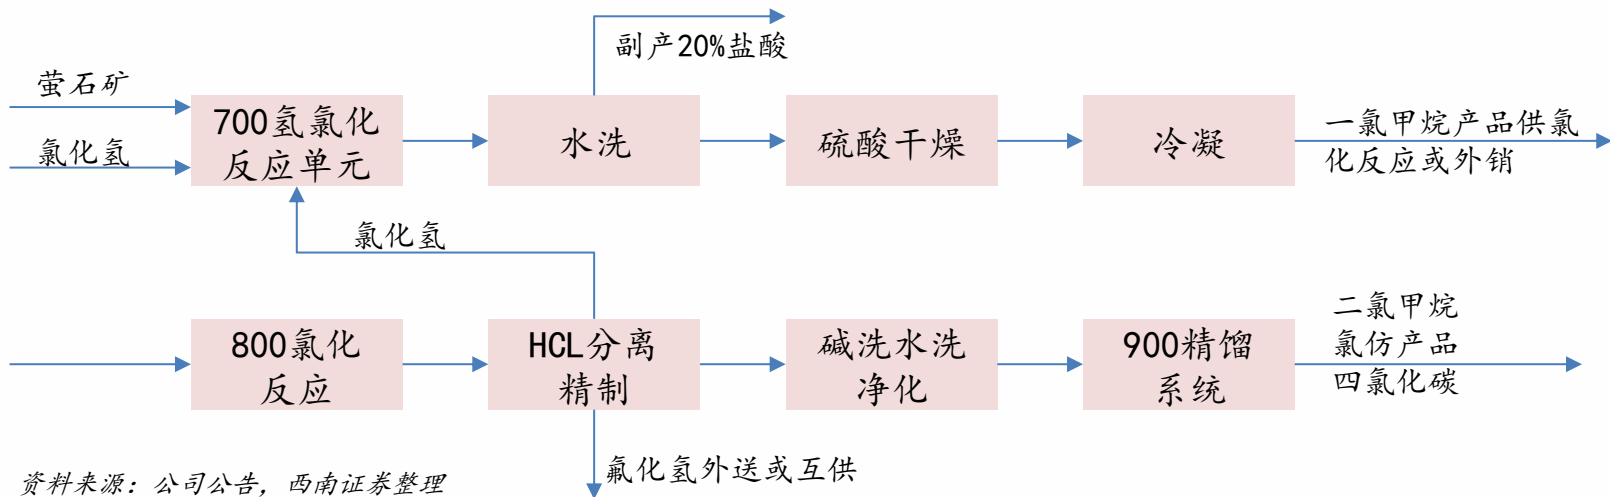 副产20%盐酸
萤石矿
氯化氢
700氢氯化
反应单元
水洗
硫酸干燥
冷凝
一氯甲烷产品供氯
化反应或外销
氯化氢
800氯化
反应
HCL分离
精制
碱洗水洗
净化
900精馏
系统
二氯甲烷
氯仿产品
四氯化碳
氟化氢外送或互供
资料来源：公司公告，西南证券整理